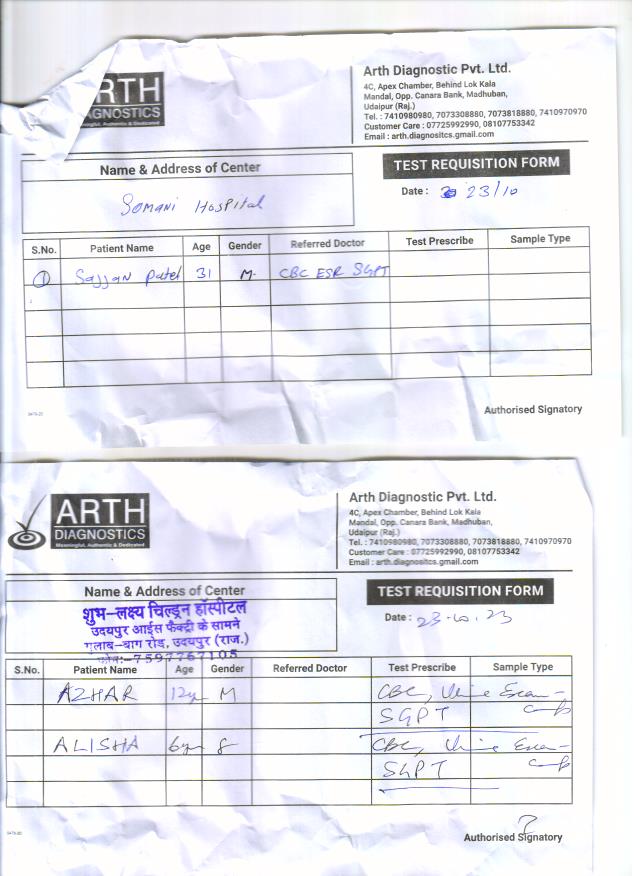 ARTH
DIAGNOSTICS
Meaningful, Authentic & Dedicated
Arth Diagnostic Pvt. Ltd.
4C, Apex Chamber, Behind Lok Kala
Mandal, Opp. Canara Bank, Madhuban,
Udaipur (Raj.)
Tel. : 7410980980, 7073308880, 7073818880, 7410970970
Customer Care : 07725992990, 08107753342
Email : arth.diagnositcs.gmail.com
Name & Address of Center
Somani Hospital
TEST REQUISITION FORM
Date : 23/10
S.No. Patient Name Age Gender Referred Doctor Test Prescribe Sample Type
1 Sajjan Patel 31 M. CBC ESR SGPT
Authorised Signatory
ARTH
DIAGNOSTICS
Meaningful, Authentic & Dedicated
Arth Diagnostic Pvt. Ltd.
4C, Apex Chamber, Behind Lok Kala
Mandal, Opp. Canara Bank, Madhuban,
Udaipur (Raj.)
Tel. : 7410980980, 7073308880, 7073818880, 7410970970
Customer Care : 07725992990, 08107753342
Email : arth.diagnositcs.gmail.com
Name & Address of Center
शुभ-लक्ष्य चिल्ड्रन हॉस्पीटल
उदयपुर आईस फैक्ट्री के सामने
गुलाब-बाग रोड, उदयपुर (राज.)
फोन:-7597767105
TEST REQUISITION FORM
Date : 23.10.23
S.No. Patient Name Age Gender Referred Doctor Test Prescribe Sample Type
AZHAR 12y M CBC, Urine Exam-
SGPT
ALISHA 6y f CBC, Urine Exam-
SGPT
Authorised Signatory